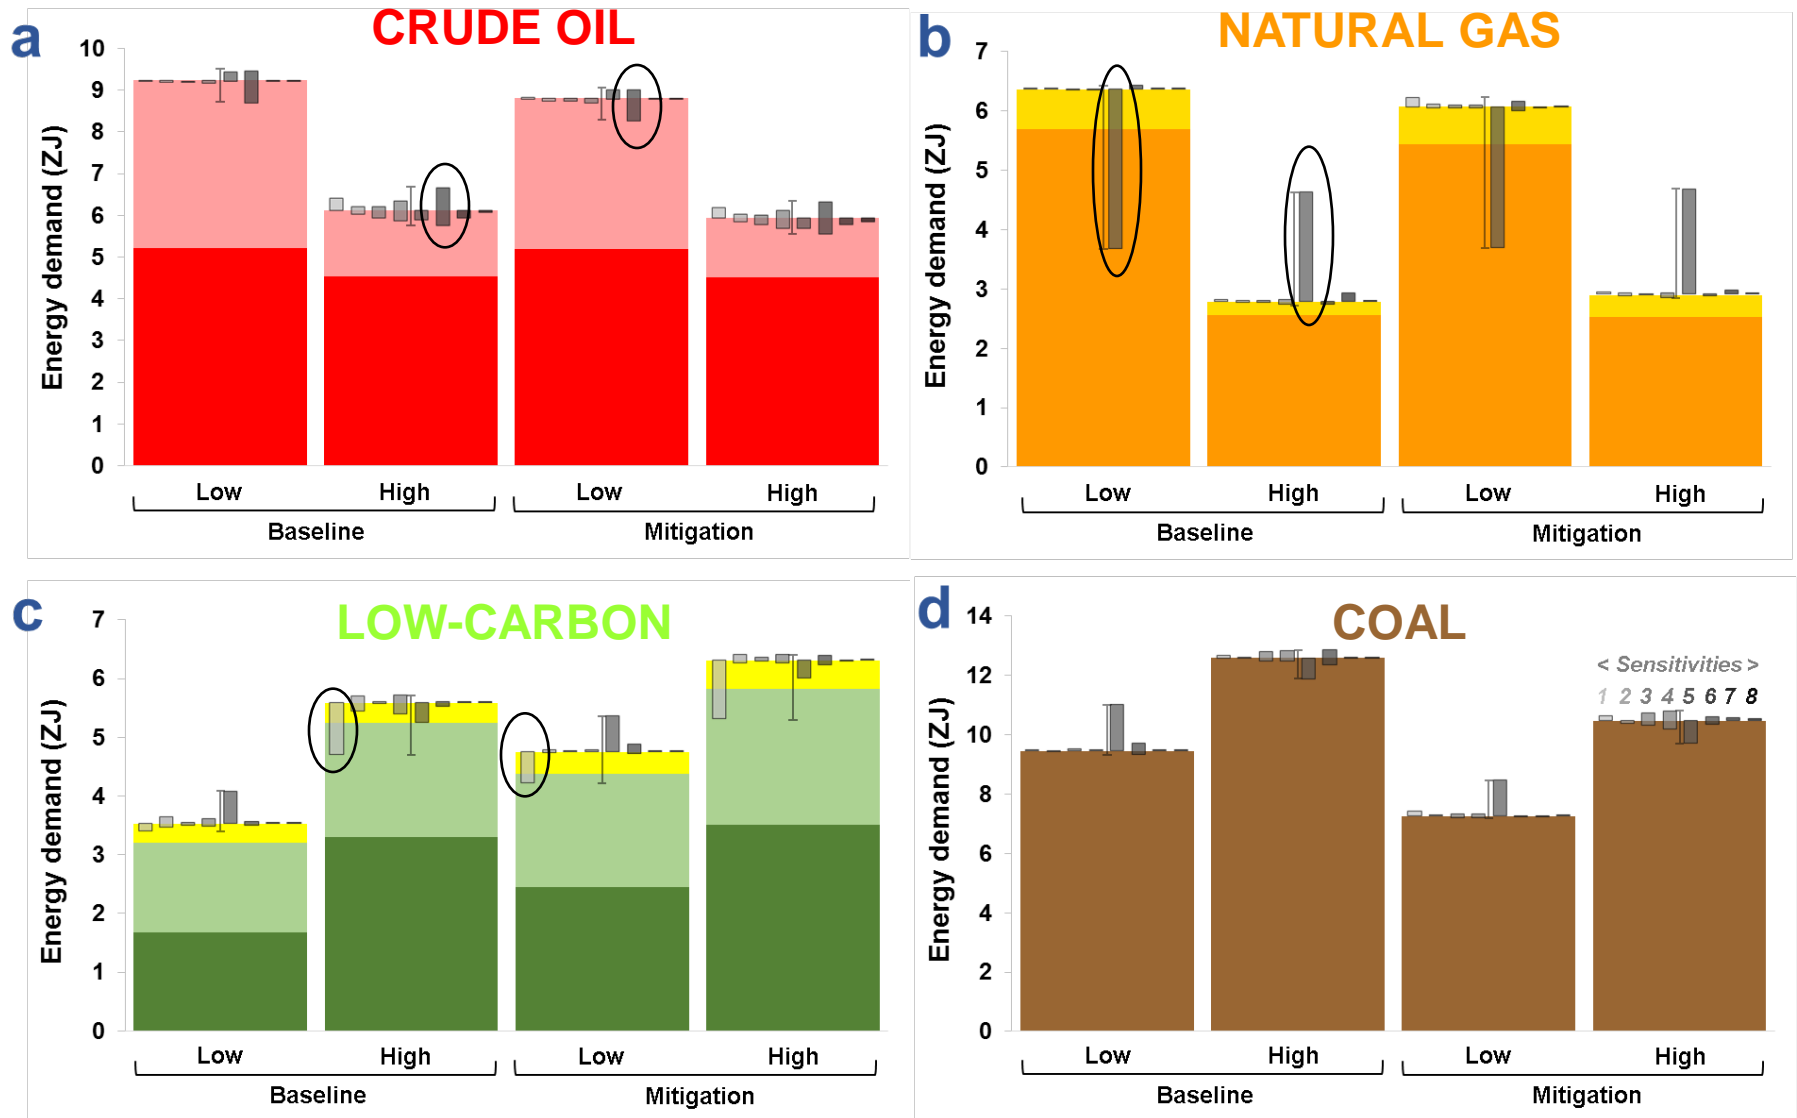 a
CRUDE OIL
Energy demand (ZJ)
10
9
8
7
6
5
4
3
2
1
0
Low
High
Low
High
Baseline
Mitigation
b
NATURAL GAS
Energy demand (ZJ)
7
6
5
4
3
2
1
0
Low
High
Low
High
Baseline
Mitigation
c
LOW-CARBON
Energy demand (ZJ)
7
6
5
4
3
2
1
0
Low
High
Low
High
Baseline
Mitigation
d
COAL
Energy demand (ZJ)
14
12
10
8
6
4
2
0
< Sensitivities >
1 2 3 4 5 6 7 8
Low
High
Low
High
Baseline
Mitigation